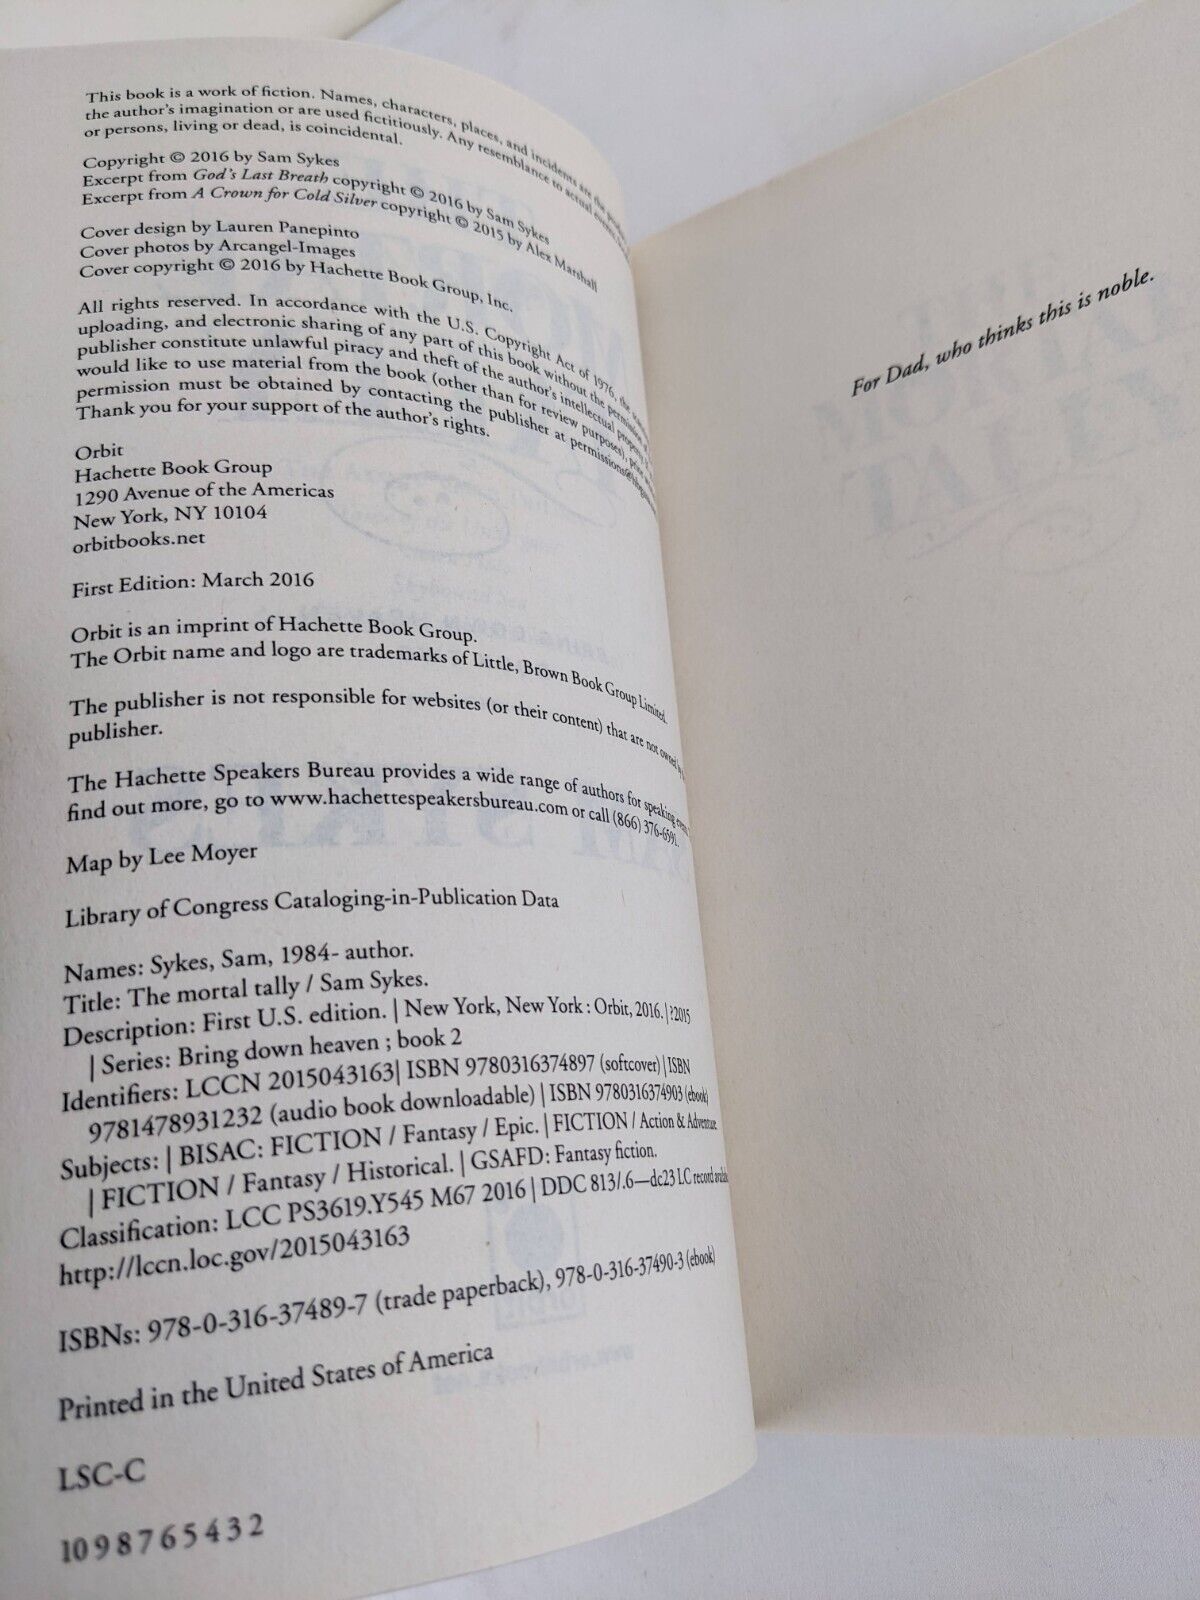 This book is a work of fiction. Names, characters, places, and incidents are the product
the author's imagination or are used fictitiously. Any resemblance to actual events,
or persons, living or dead, is coincidental.
Copyright © 2016 by Sam Sykes
Excerpt from God's Last Breath copyright © 2016 by Sam Sykes
Excerpt from A Crown for Cold Silver copyright © 2015 by Alex Marshall
Cover design by Lauren Panepinto
Cover photos by Arcangel-Images
Cover copyright © 2016 by Hachette Book Group, Inc.
All rights reserved. In accordance with the U.S. Copyright Act of 1976, the
uploading, and electronic sharing of any part of this book without the permission of
publisher constitute unlawful piracy and theft of the author's intellectual property. If
would like to use material from the book (other than for review purposes), prior
permission must be obtained by contacting the publisher at
Thank you for your support of the author's rights.
Orbit
Hachette Book Group
1290 Avenue of the Americas
New York, NY 10104
orbitbooks.net
First Edition: March 2016
Orbit is an imprint of Hachette Book Group.
The Orbit name and logo are trademarks of Little, Brown Book Group Limited.
The publisher is not responsible for websites (or their content) that are not owned by
publisher.
The Hachette Speakers Bureau provides a wide range of authors for speaking events.
find out more, go to www.hachettespeakersbureau.com or call (866) 376-6591.
Map by Lee Moyer
Library of Congress Cataloging-in-Publication Data
Names: Sykes, Sam, 1984- author.
Title: The mortal tally / Sam Sykes.
Description: First U.S. edition. | New York, New York : Orbit, 2016. | ?2015
| Series: Bring down heaven ; book 2
Identifiers: LCCN 2015043163| ISBN 9780316374897 (softcover) | ISBN
9781478931232 (audio book downloadable) | ISBN 9780316374903 (ebook)
Subjects: | BISAC: FICTION / Fantasy / Epic. | FICTION / Action & Adventure
| FICTION / Fantasy / Historical. | GSAFD: Fantasy fiction.
Classification: LCC PS3619.Y545 M67 2016 | DDC 813/.6—dc23 LC record
http://lccn.loc.gov/2015043163
ISBNs: 978-0-316-37489-7 (trade paperback), 978-0-316-37490-3 (ebook)
Printed in the United States of America
LSC-C
10 9 8 7 6 5 4 3 2
For Dad, who thinks this is noble.